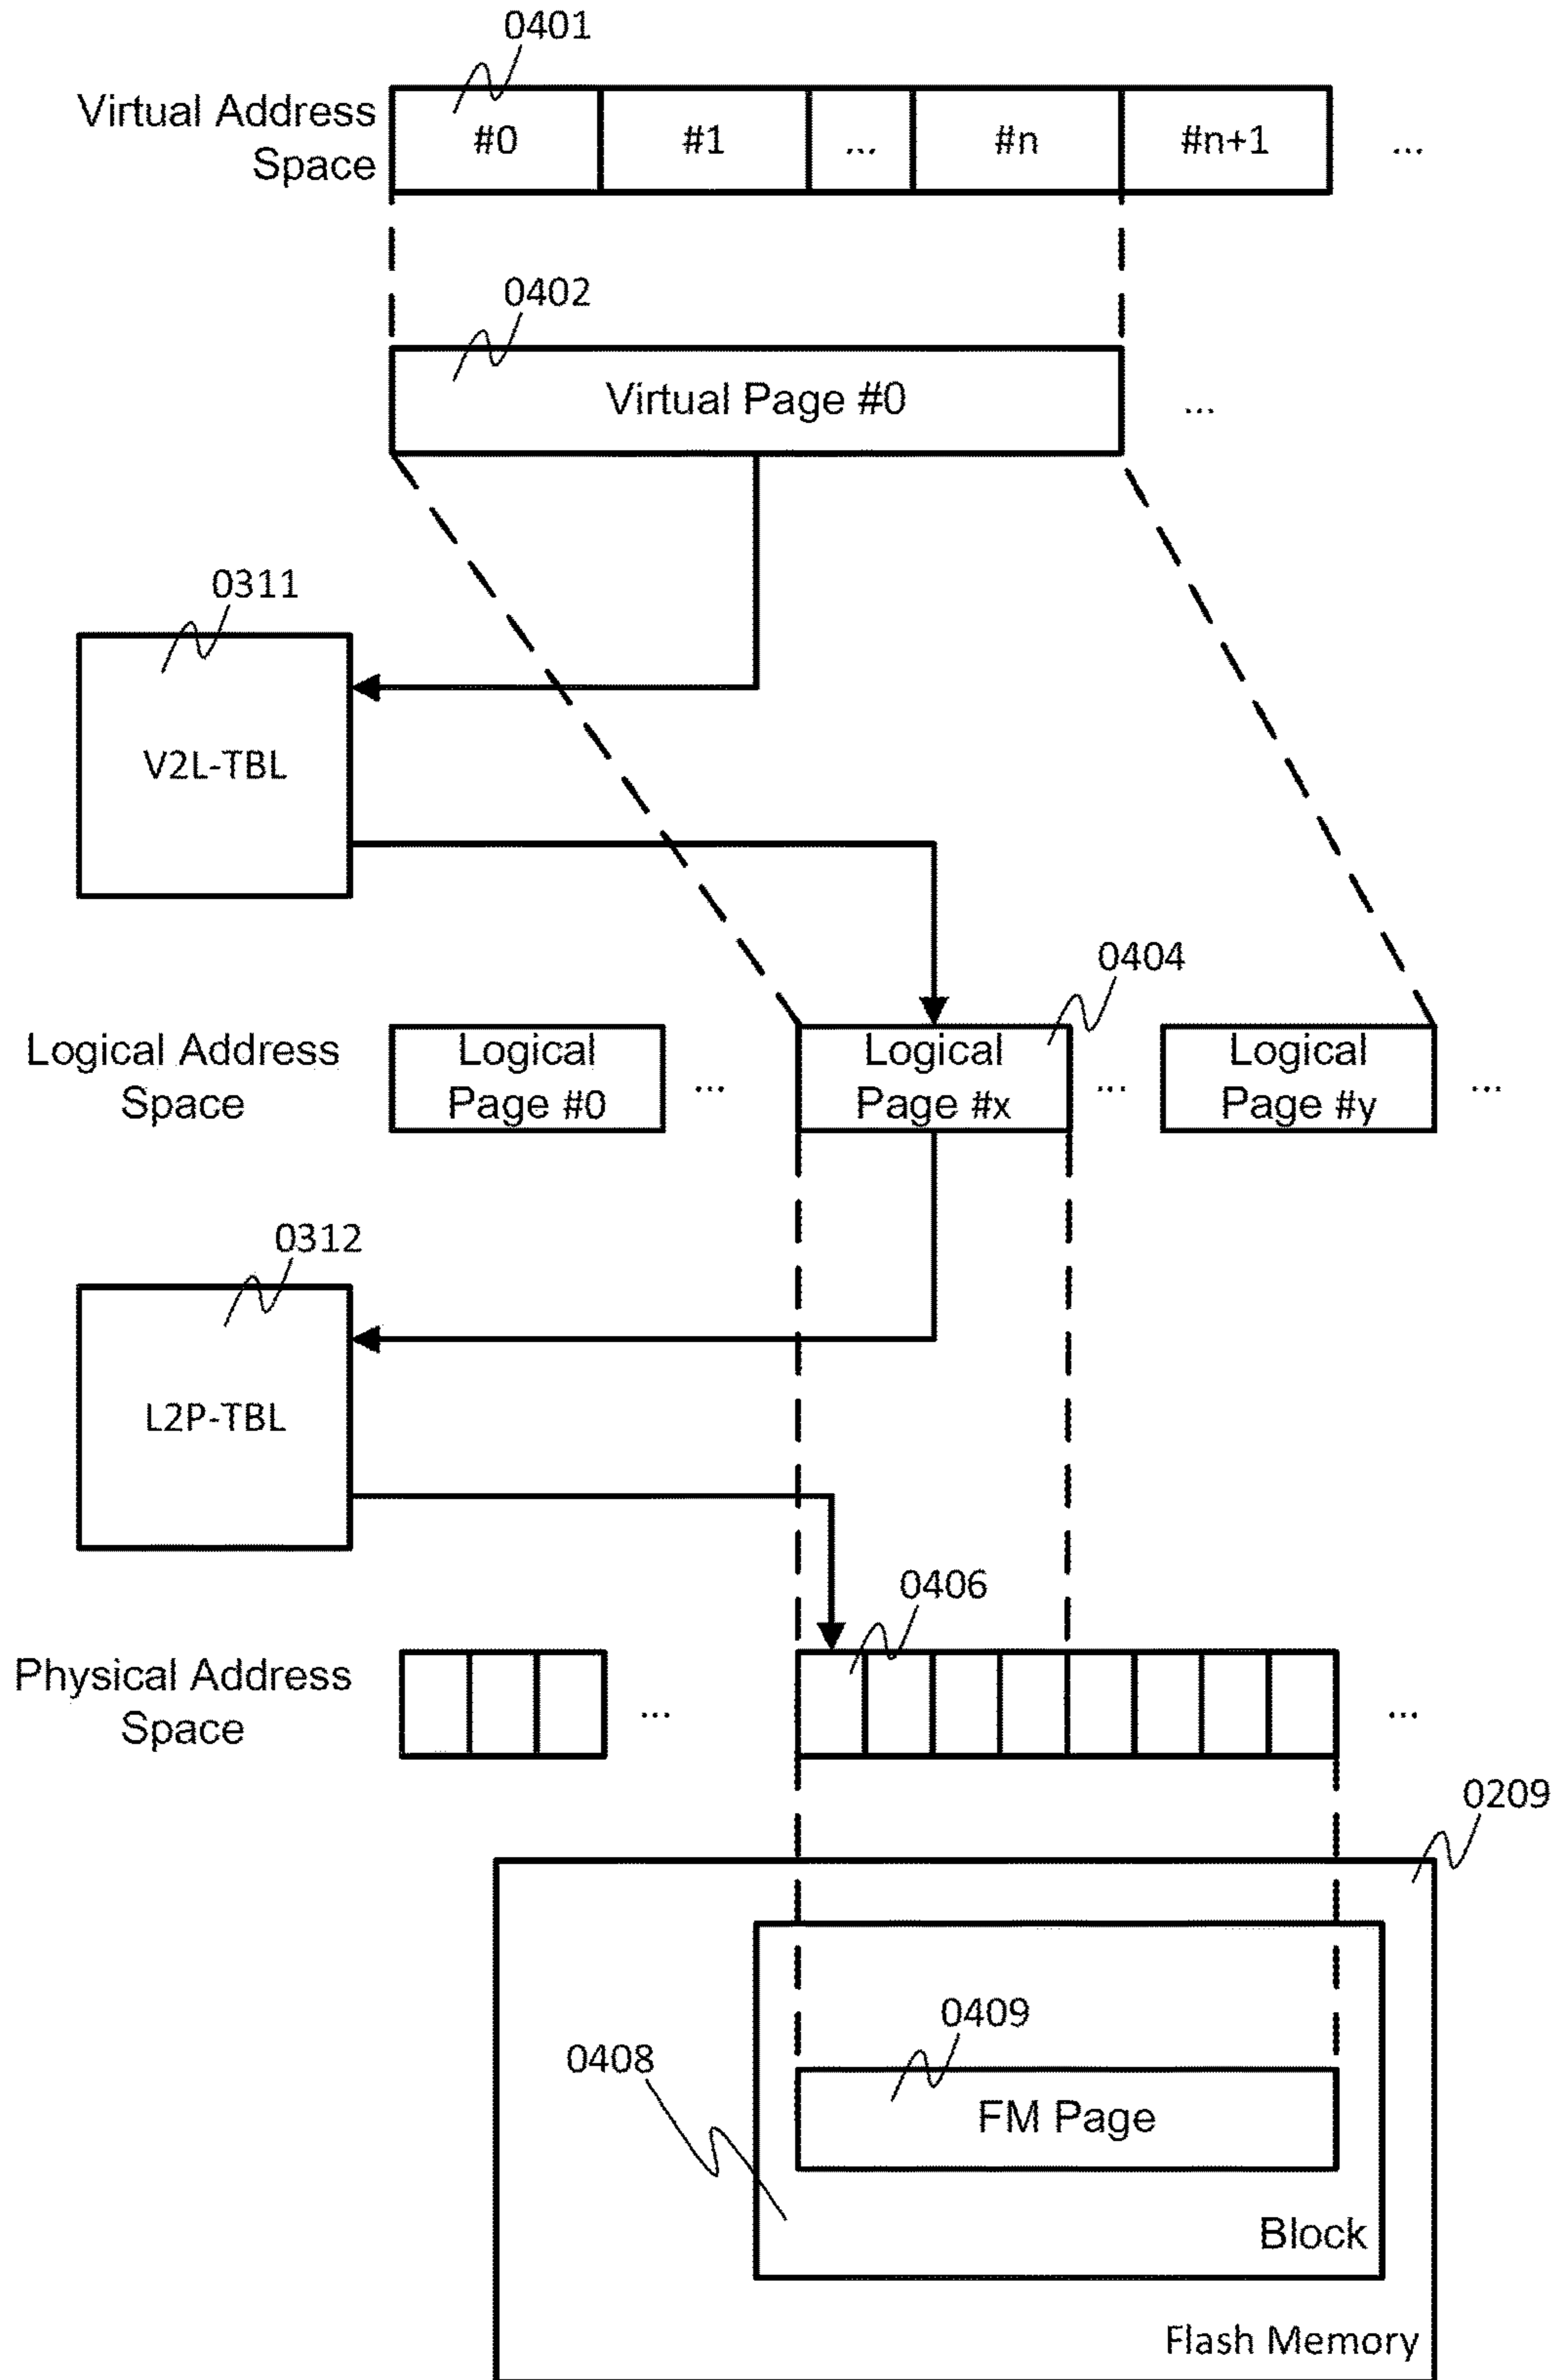 0401
Virtual Address
Space
#0
#1
...
#n
#n+1
...
0402
Virtual Page #0
...
0311
V2L-TBL
0404
Logical Address
Space
Logical
Page #0
...
Logical
Page #x
...
Logical
Page #y
...
0312
L2P-TBL
0406
Physical Address
Space
...
...
0209
0409
0408
FM Page
Block
Flash Memory